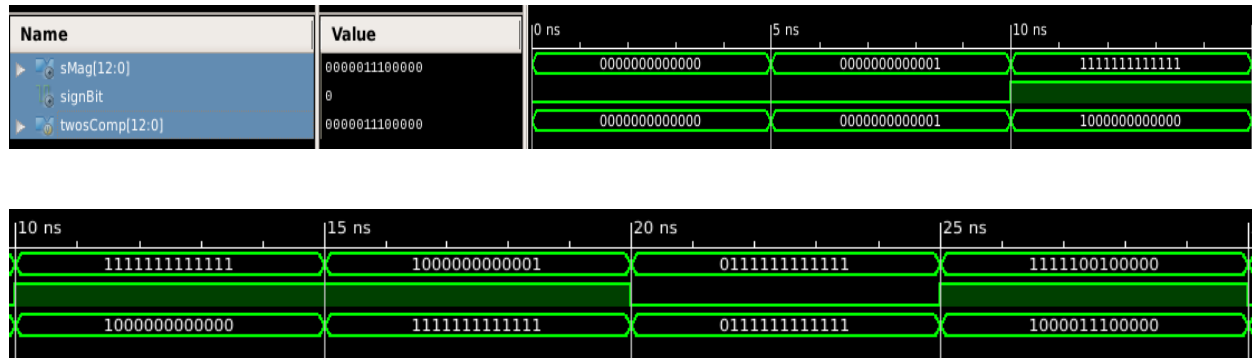 Name Value 0 ns 5 ns 10 ns
sMag[12:0] 0000011100000 0000000000000 0000000000001 1111111111111
signBit 0
twosComp[12:0] 0000011100000 0000000000000 0000000000001 1000000000000
10 ns 15 ns 20 ns 25 ns
1111111111111 1000000000001 0111111111111 1111100100000
1000000000000 1111111111111 0111111111111 1000011100000